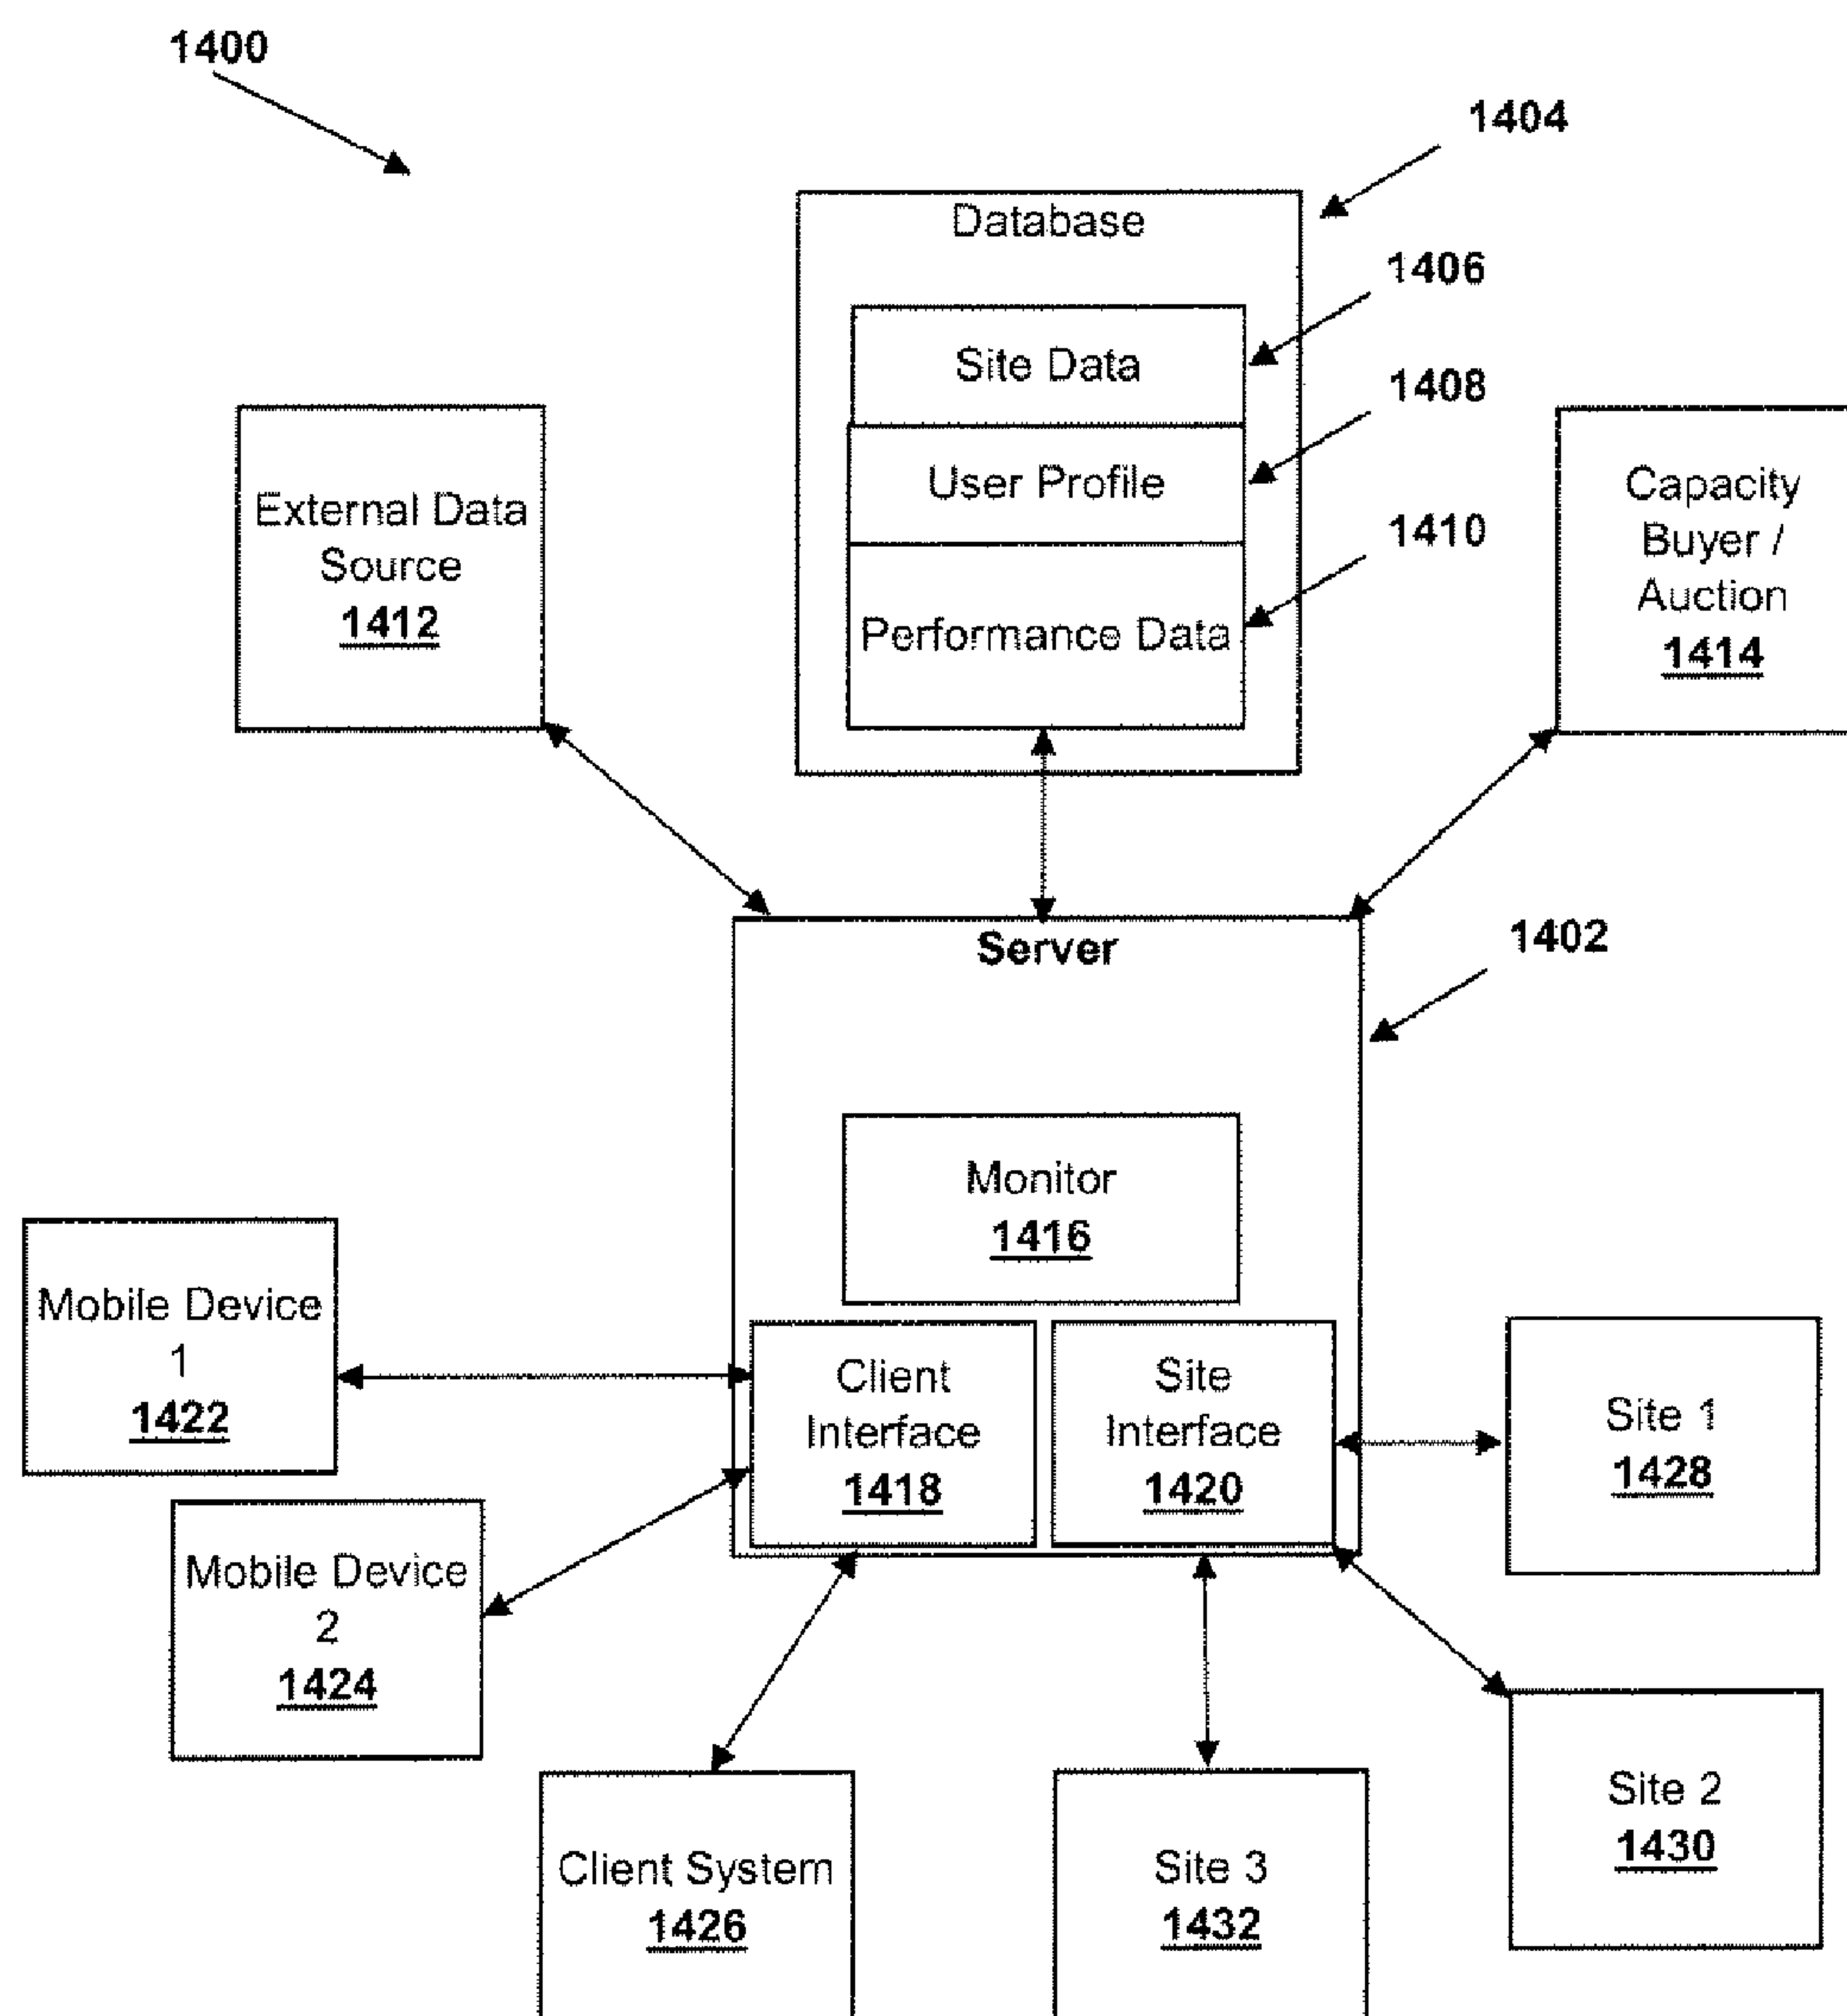 1400
1404
Database
1406
Site Data
1408
User Profile
1410
Performance Data
External Data
Source
1412
Capacity
Buyer /
Auction
1414
Server
1402
Monitor
1416
Mobile Device
1
1422
Client
Interface
1418
Site
Interface
1420
Site 1
1428
Mobile Device
2
1424
Site 2
1430
Client System
1426
Site 3
1432